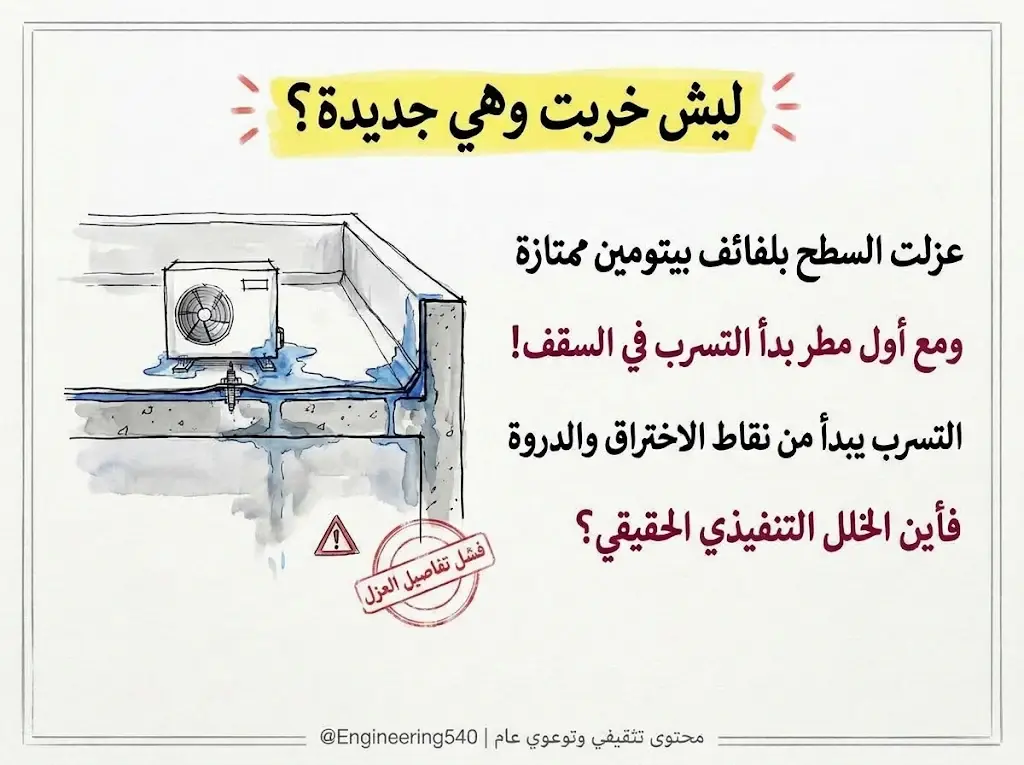 ليش خربت وهي جديدة؟
عزلت السطح بلفائف بيتومين ممتازة
ومع أول مطر بدأ التسرب في السقف!
التسرب يبدأ من نقاط الاختراق والدروة
فأين الخلل التنفيذي الحقيقي؟
فشل تفاصيل العزل
محتوى تثقيفي وتوعوي عام | @Engineering540